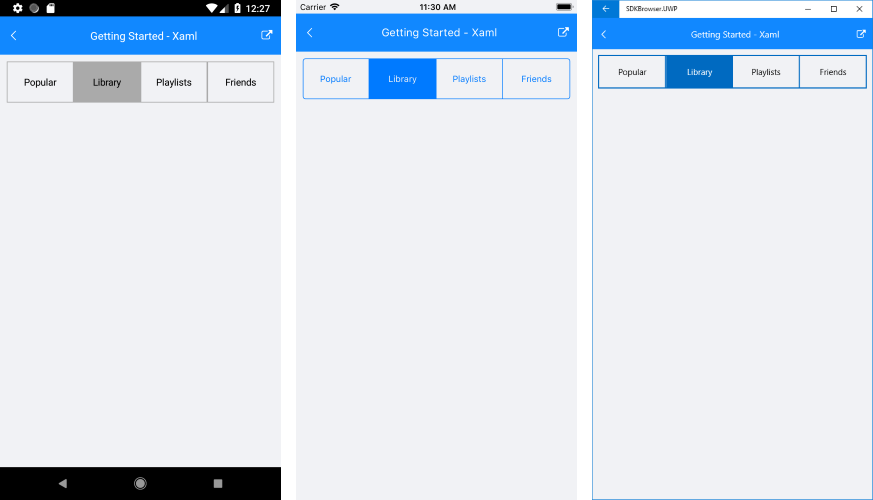 12:27
Getting Started - Xaml
Popular Library Playlists Friends
Carrier 11:30 AM
Getting Started - Xaml
Popular Library Playlists Friends
SDKBrowser.UWP
Getting Started - Xaml
Popular Library Playlists Friends